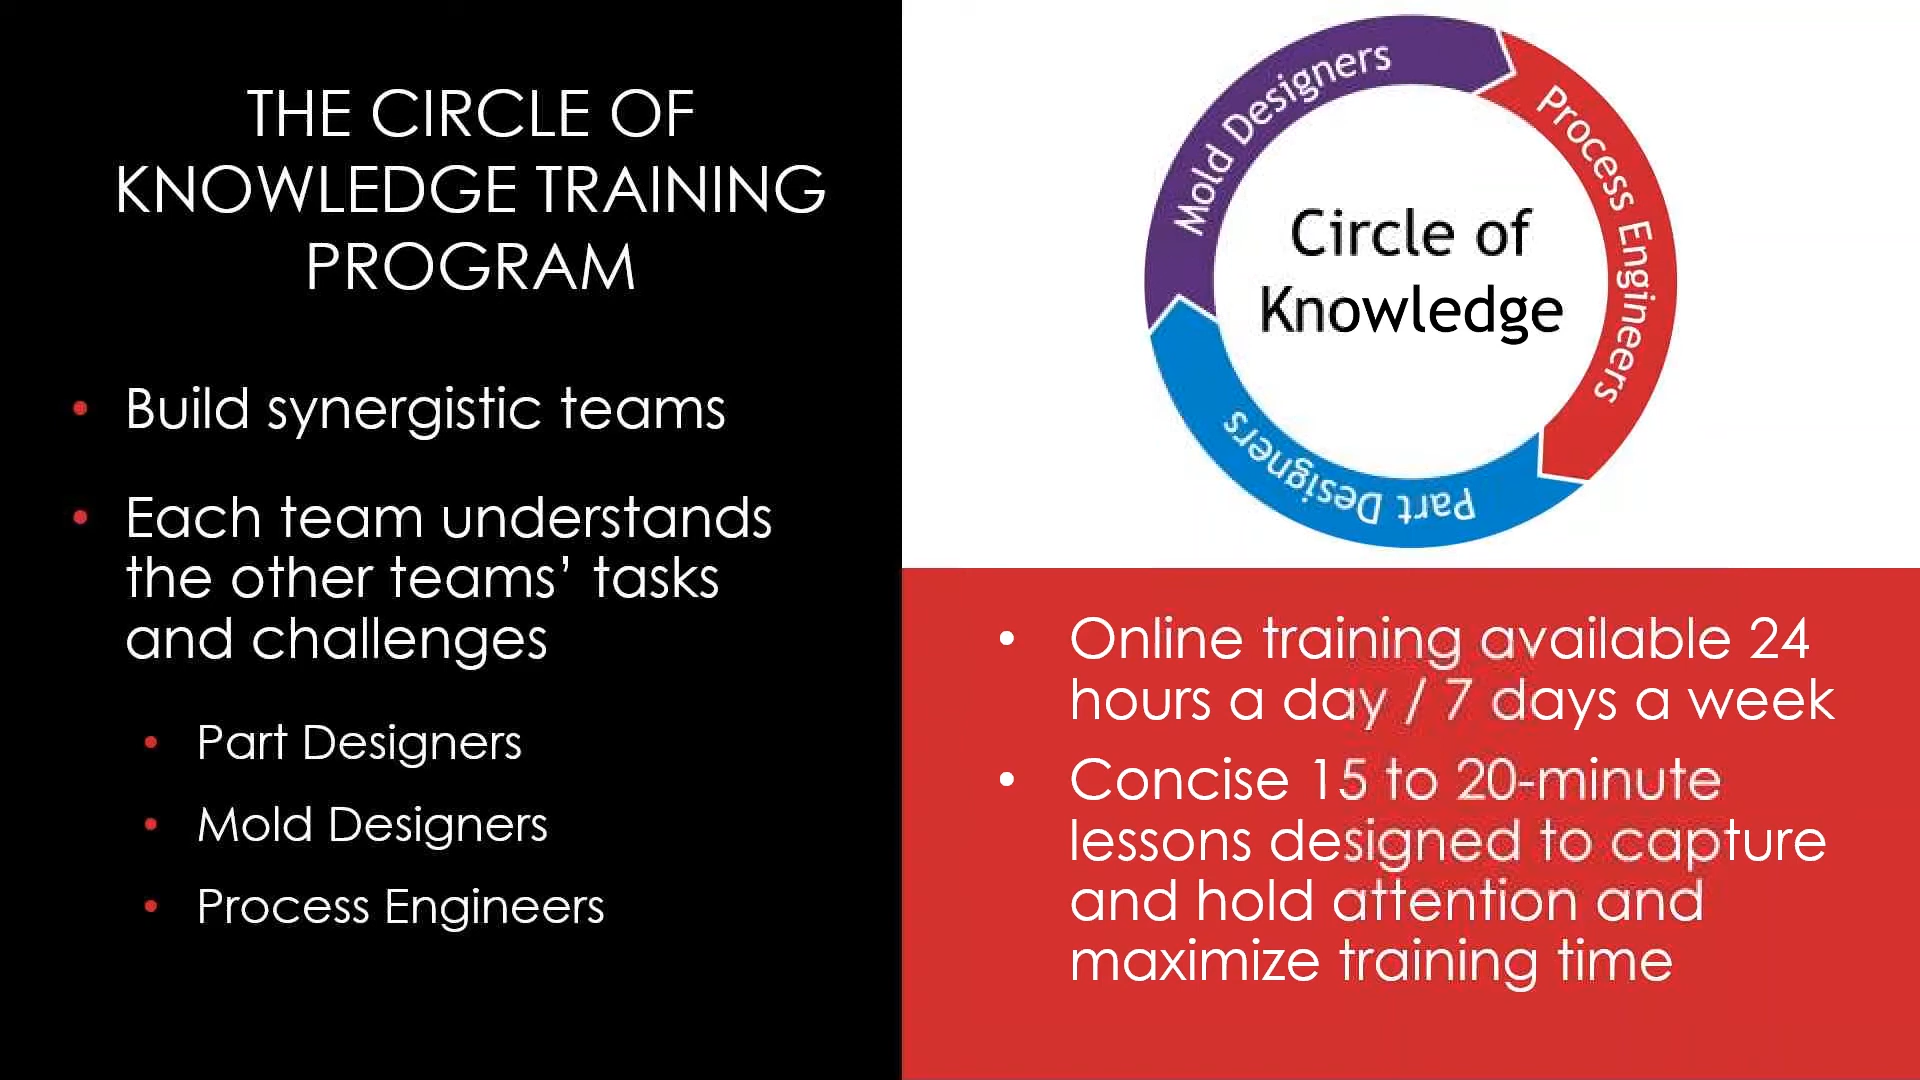 THE CIRCLE OF
KNOWLEDGE TRAINING
PROGRAM
• Build synergistic teams
• Each team understands
the other teams’ tasks
and challenges
• Part Designers
• Mold Designers
• Process Engineers
Mold Designers
Process Engineers
Part Designers
Circle of
Knowledge
• Online training available 24
hours a day / 7 days a week
• Concise 15 to 20-minute
lessons designed to capture
and hold attention and
maximize training time